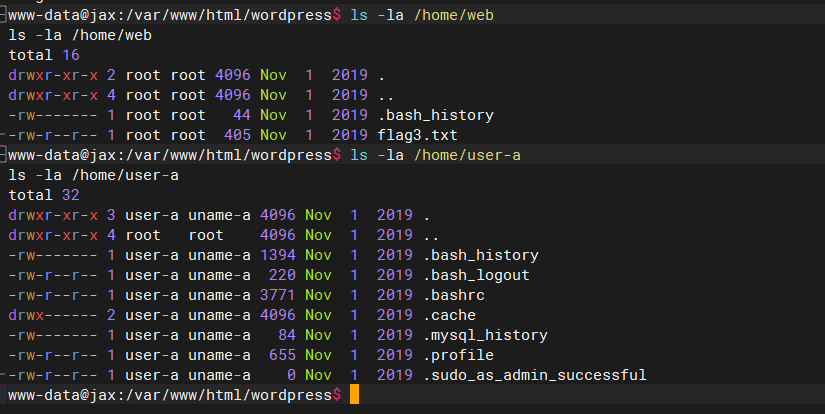 www-data@jax:/var/www/html/wordpress$ ls -la /home/web
ls -la /home/web
total 16
drwxr-xr-x 2 root root 4096 Nov  1  2019 .
drwxr-xr-x 4 root root 4096 Nov  1  2019 ..
-rw------- 1 root root   44 Nov  1  2019 .bash_history
-rw-r--r-- 1 root root  405 Nov  1  2019 flag3.txt
www-data@jax:/var/www/html/wordpress$ ls -la /home/user-a
ls -la /home/user-a
total 32
drwxr-xr-x 3 user-a uname-a 4096 Nov  1  2019 .
drwxr-xr-x 4 root   root    4096 Nov  1  2019 ..
-rw------- 1 user-a uname-a 1394 Nov  1  2019 .bash_history
-rw-r--r-- 1 user-a uname-a  220 Nov  1  2019 .bash_logout
-rw-r--r-- 1 user-a uname-a 3771 Nov  1  2019 .bashrc
drwx------ 2 user-a uname-a 4096 Nov  1  2019 .cache
-rw------- 1 user-a uname-a   84 Nov  1  2019 .mysql_history
-rw-r--r-- 1 user-a uname-a  655 Nov  1  2019 .profile
-rw-r--r-- 1 user-a uname-a    0 Nov  1  2019 .sudo_as_admin_successful
www-data@jax:/var/www/html/wordpress$